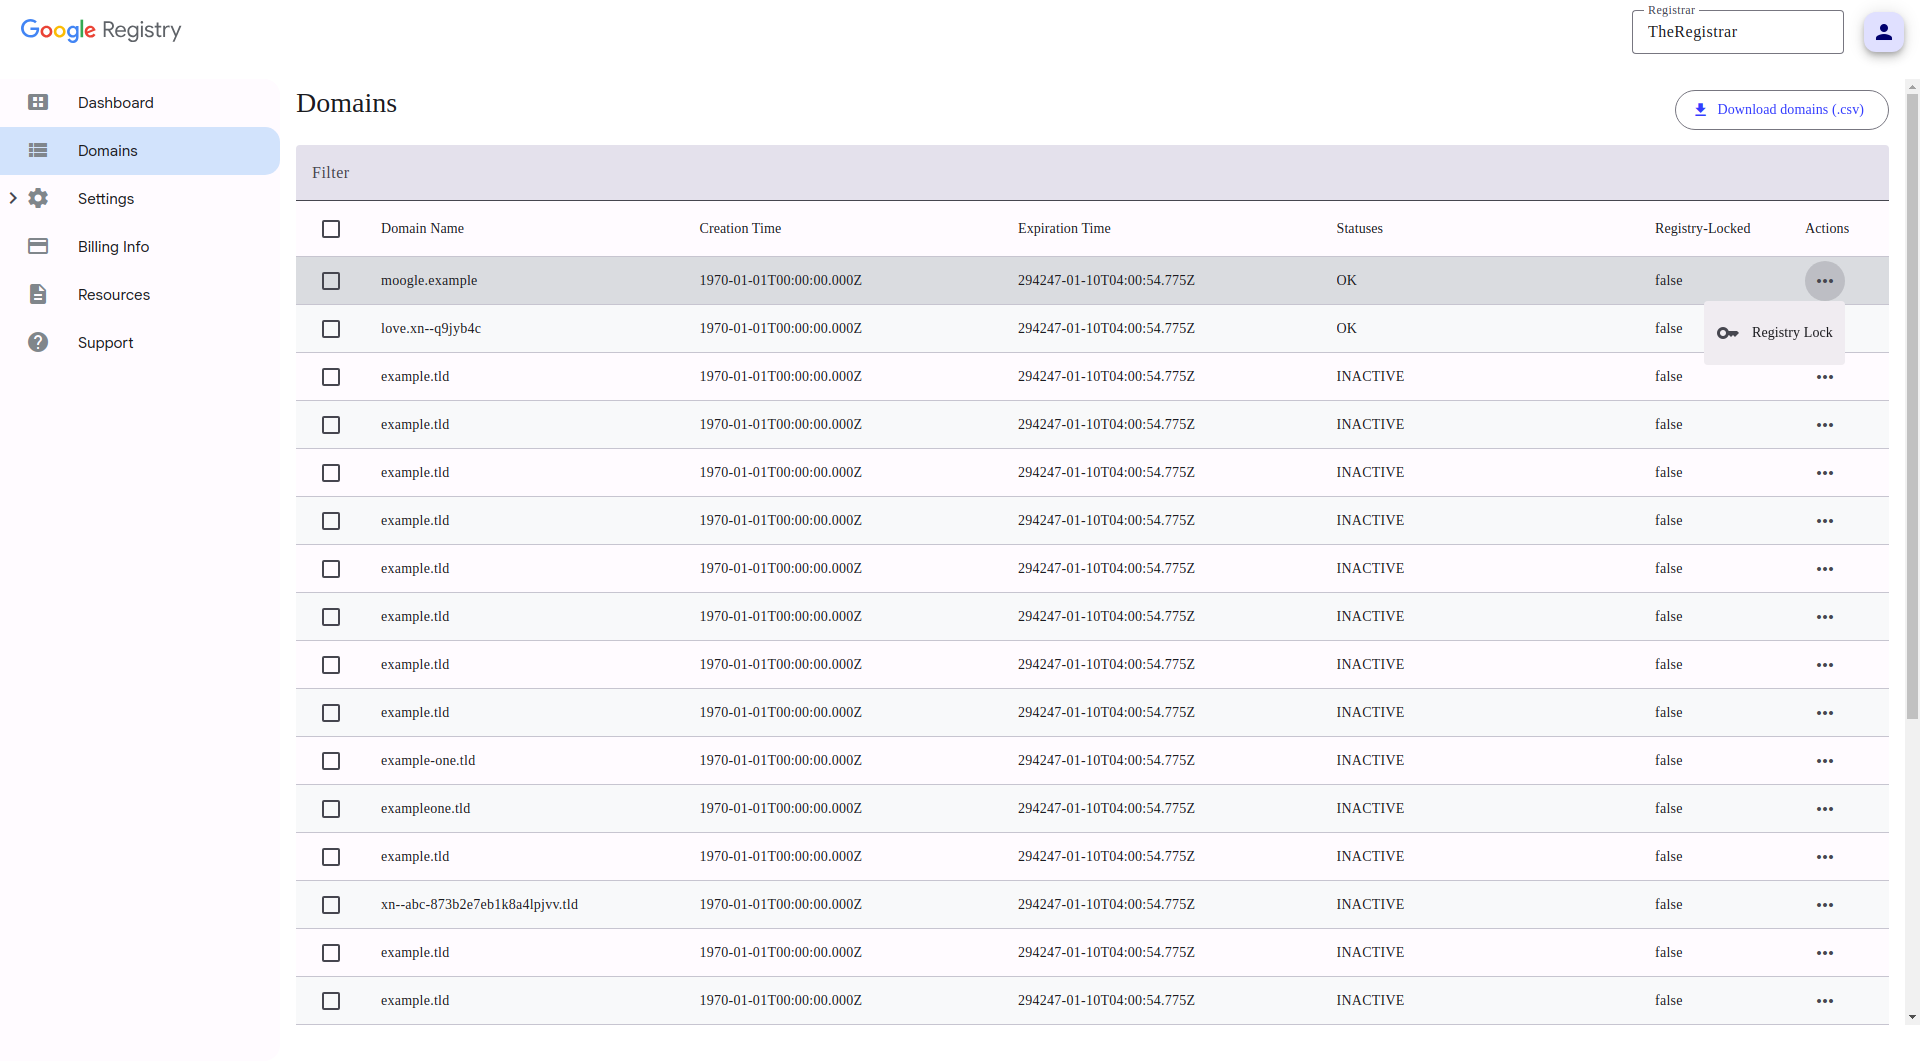 Google Registry
Registrar
TheRegistrar
Dashboard
Domains
Settings
Billing Info
Resources
Support
Domains
Download domains (.csv)
Filter
Domain Name Creation Time Expiration Time Statuses Registry-Locked Actions
moogle.example 1970-01-01T00:00:00.000Z 294247-01-10T04:00:54.775Z OK false
love.xn--q9jyb4c 1970-01-01T00:00:00.000Z 294247-01-10T04:00:54.775Z OK false
Registry Lock
example.tld 1970-01-01T00:00:00.000Z 294247-01-10T04:00:54.775Z INACTIVE false
example.tld 1970-01-01T00:00:00.000Z 294247-01-10T04:00:54.775Z INACTIVE false
example.tld 1970-01-01T00:00:00.000Z 294247-01-10T04:00:54.775Z INACTIVE false
example.tld 1970-01-01T00:00:00.000Z 294247-01-10T04:00:54.775Z INACTIVE false
example.tld 1970-01-01T00:00:00.000Z 294247-01-10T04:00:54.775Z INACTIVE false
example.tld 1970-01-01T00:00:00.000Z 294247-01-10T04:00:54.775Z INACTIVE false
example.tld 1970-01-01T00:00:00.000Z 294247-01-10T04:00:54.775Z INACTIVE false
example.tld 1970-01-01T00:00:00.000Z 294247-01-10T04:00:54.775Z INACTIVE false
example-one.tld 1970-01-01T00:00:00.000Z 294247-01-10T04:00:54.775Z INACTIVE false
exampleone.tld 1970-01-01T00:00:00.000Z 294247-01-10T04:00:54.775Z INACTIVE false
example.tld 1970-01-01T00:00:00.000Z 294247-01-10T04:00:54.775Z INACTIVE false
xn--abc-873b2e7eb1k8a4lpjvv.tld 1970-01-01T00:00:00.000Z 294247-01-10T04:00:54.775Z INACTIVE false
example.tld 1970-01-01T00:00:00.000Z 294247-01-10T04:00:54.775Z INACTIVE false
example.tld 1970-01-01T00:00:00.000Z 294247-01-10T04:00:54.775Z INACTIVE false